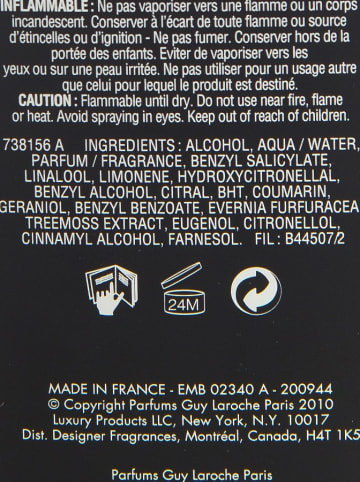 INFLAMMABLE : Ne pas vaporiser vers une flamme ou un corps
incandescent. Conserver à l'écart de toute flamme ou source
d'étincelles ou d'ignition - Ne pas fumer. Conserver hors de la
portée des enfants. Eviter de vaporiser vers les
yeux ou sur une peau irritée. Ne pas utiliser pour un usage autre
que celui pour lequel le produit est destiné.
CAUTION : Flammable until dry. Do not use near fire, flame
or heat. Avoid spraying in eyes. Keep out of reach of children.
738156 A INGREDIENTS : ALCOHOL, AQUA / WATER,
PARFUM / FRAGRANCE, BENZYL SALICYLATE,
LINALOOL, LIMONENE, HYDROXYCITRONELLAL,
BENZYL ALCOHOL, CITRAL, BHT, COUMARIN,
GERANIOL, BENZYL BENZOATE, EVERNIA FURFURACEA
TREEMOSS EXTRACT, EUGENOL, CITRONELLOL,
CINNAMYL ALCOHOL, FARNESOL. FIL : B44507/2
24M
MADE IN FRANCE - EMB 02340 A - 200944
© Copyright Parfums Guy Laroche Paris 2010
Luxury Products LLC, New York, N.Y. 10017
Dist. Designer Fragrances, Montréal, Canada, H4T 1K5
Parfums Guy Laroche Paris